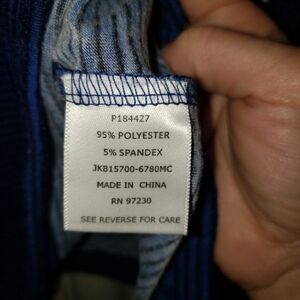 P184427
95% POLYESTER
5% SPANDEX
JKB15700-6780MC
MADE IN CHINA
RN 97230
SEE REVERSE FOR CARE